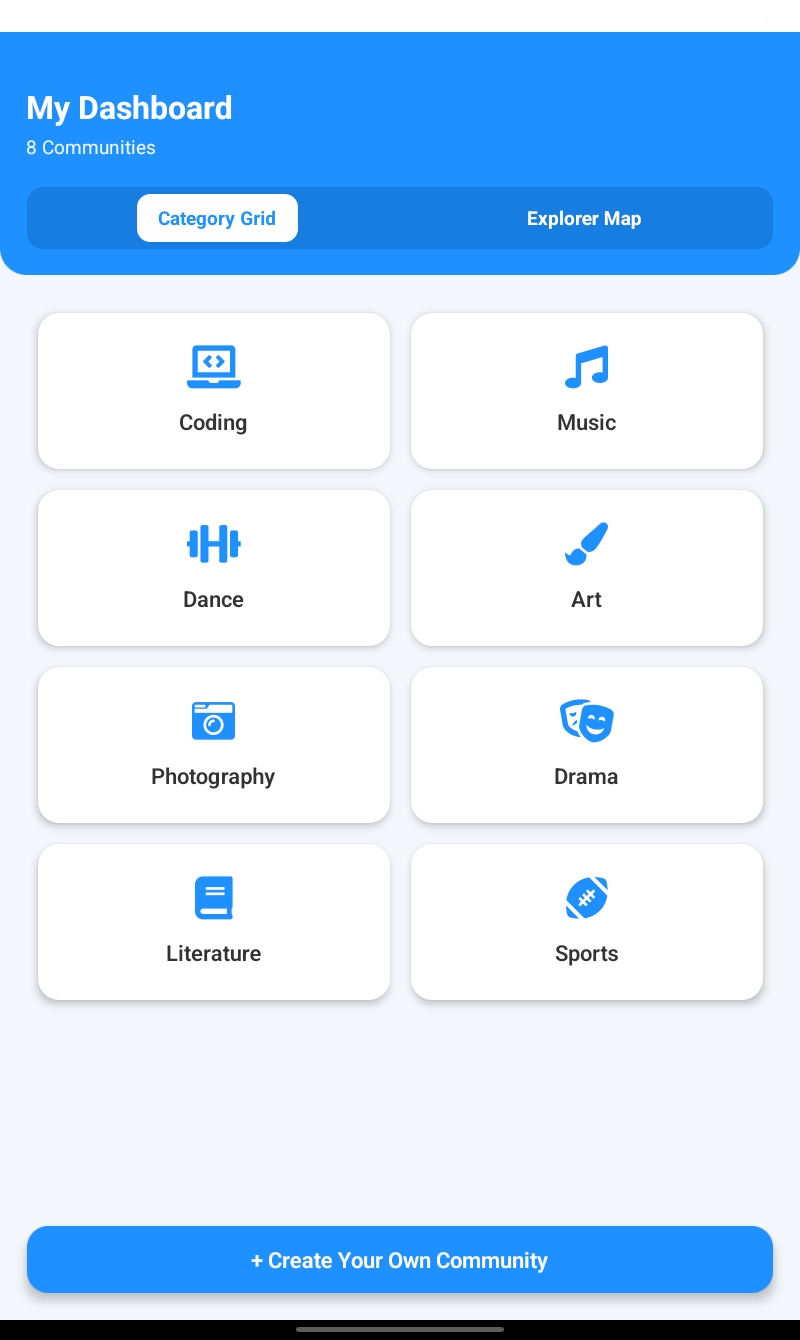 My Dashboard
8 Communities
Category Grid
Explorer Map
Coding
Music
Dance
Art
Photography
Drama
Literature
Sports
+ Create Your Own Community